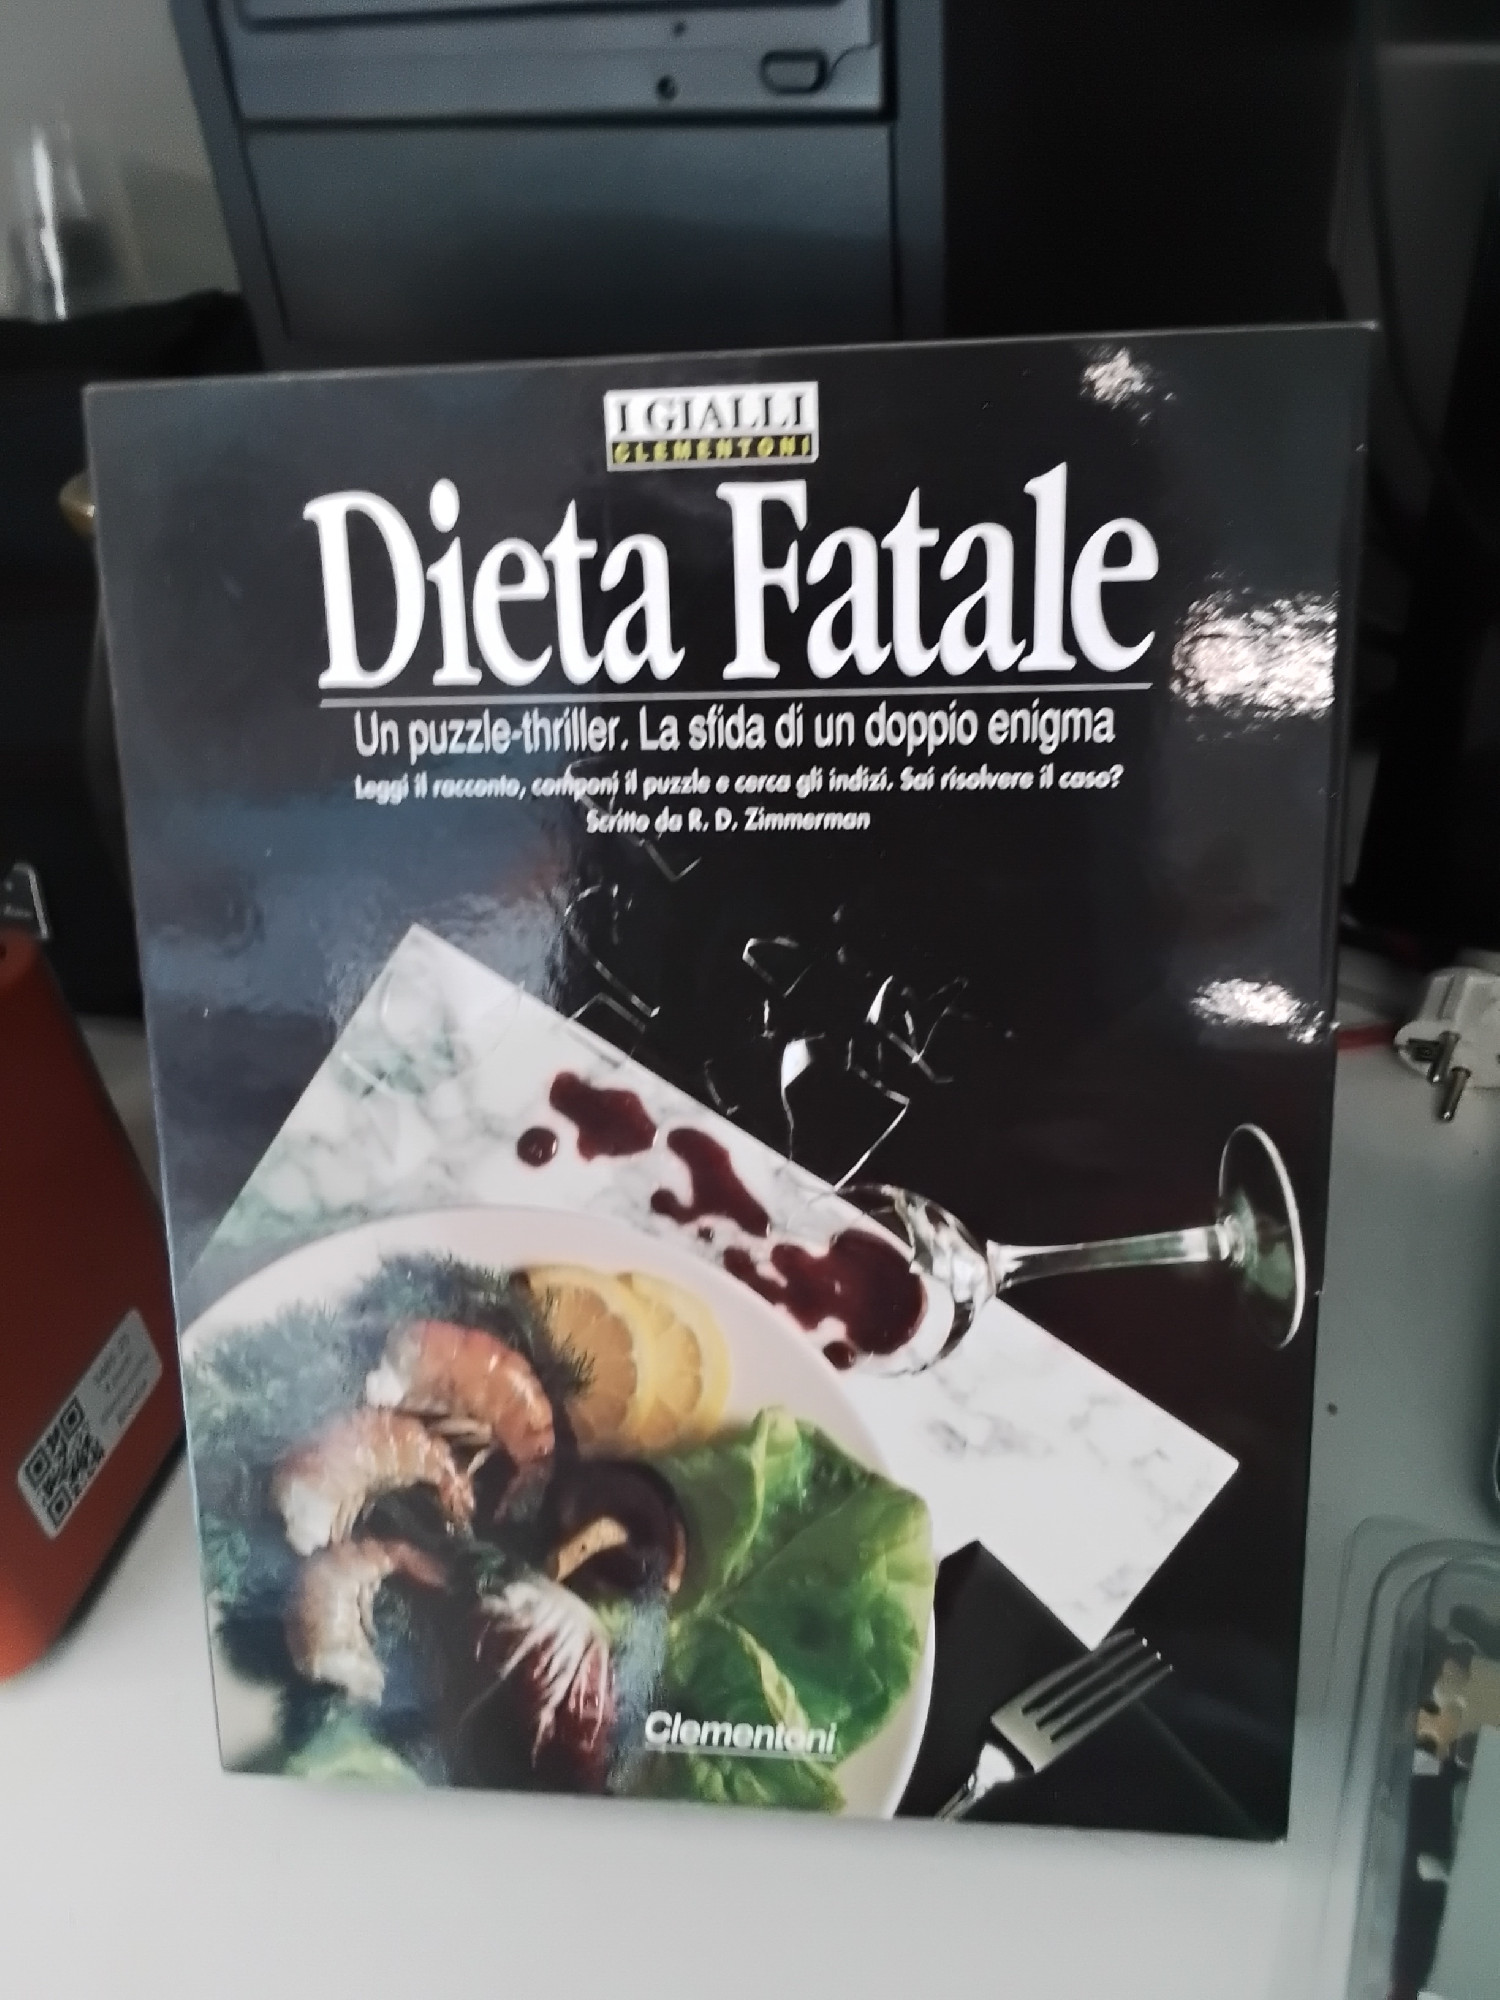 I GIALLI
CLEMENTONI
Dieta Fatale
Un puzzle-thriller. La sfida di un doppio enigma
Leggi il racconto, componi il puzzle e cerca gli indizi. Sai risolvere il caso?
Scritto da R. D. Zimmerman
Clementoni